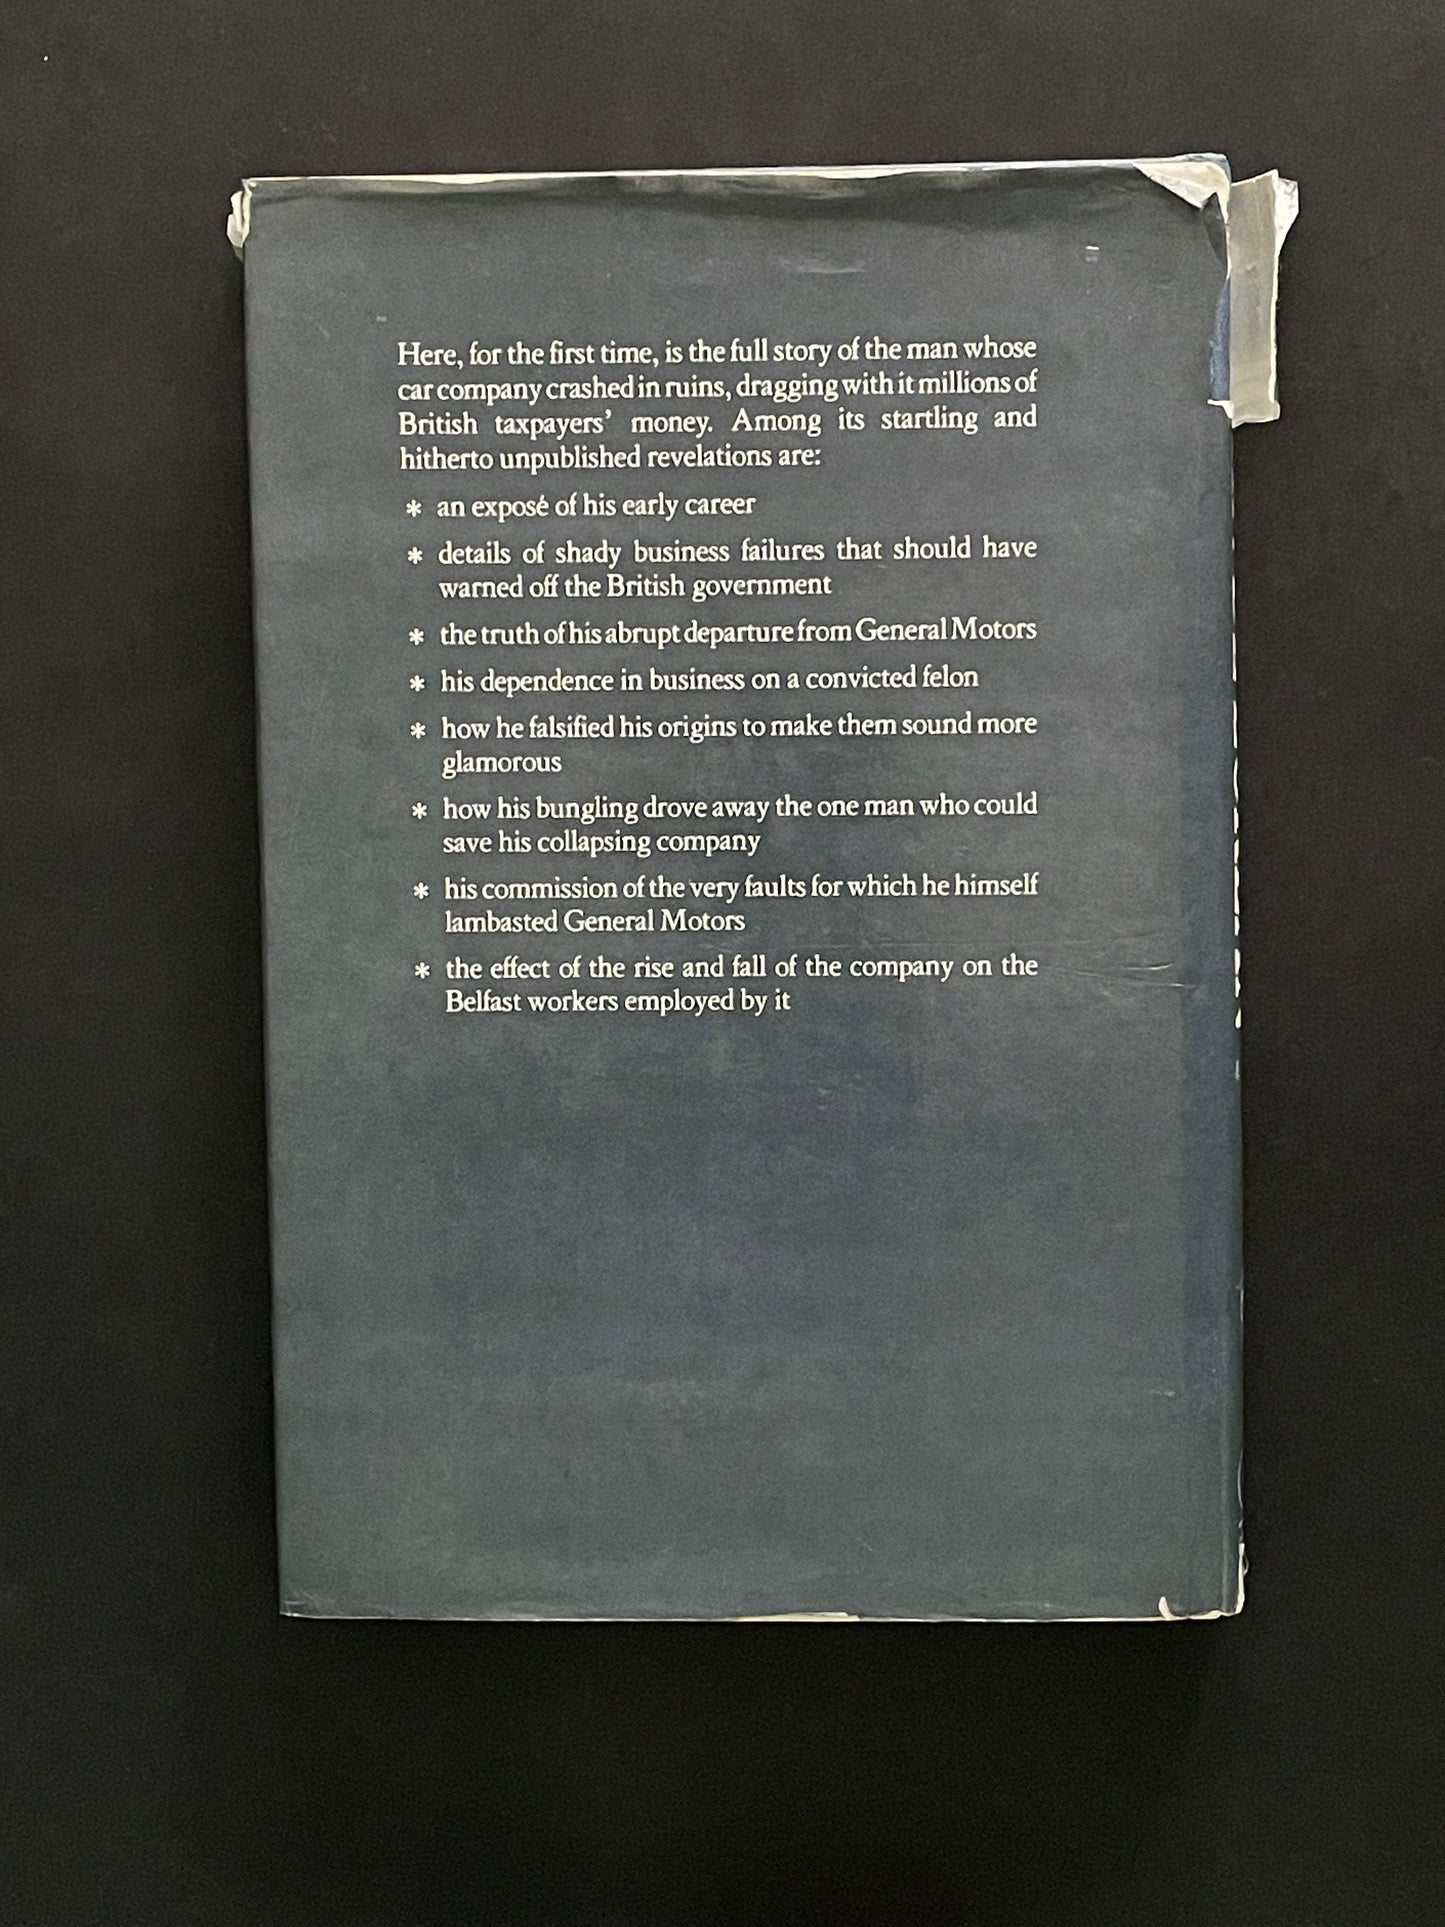 Here, for the first time, is the full story of the man whose
car company crashed in ruins, dragging with it millions of
British taxpayers' money. Among its startling and
hitherto unpublished revelations are:
* an exposé of his early career
* details of shady business failures that should have
warned off the British government
* the truth of his abrupt departure from General Motors
* his dependence in business on a convicted felon
* how he falsified his origins to make them sound more
glamorous
* how his bungling drove away the one man who could
save his collapsing company
* his commission of the very faults for which he himself
lambasted General Motors
* the effect of the rise and fall of the company on the
Belfast workers employed by it